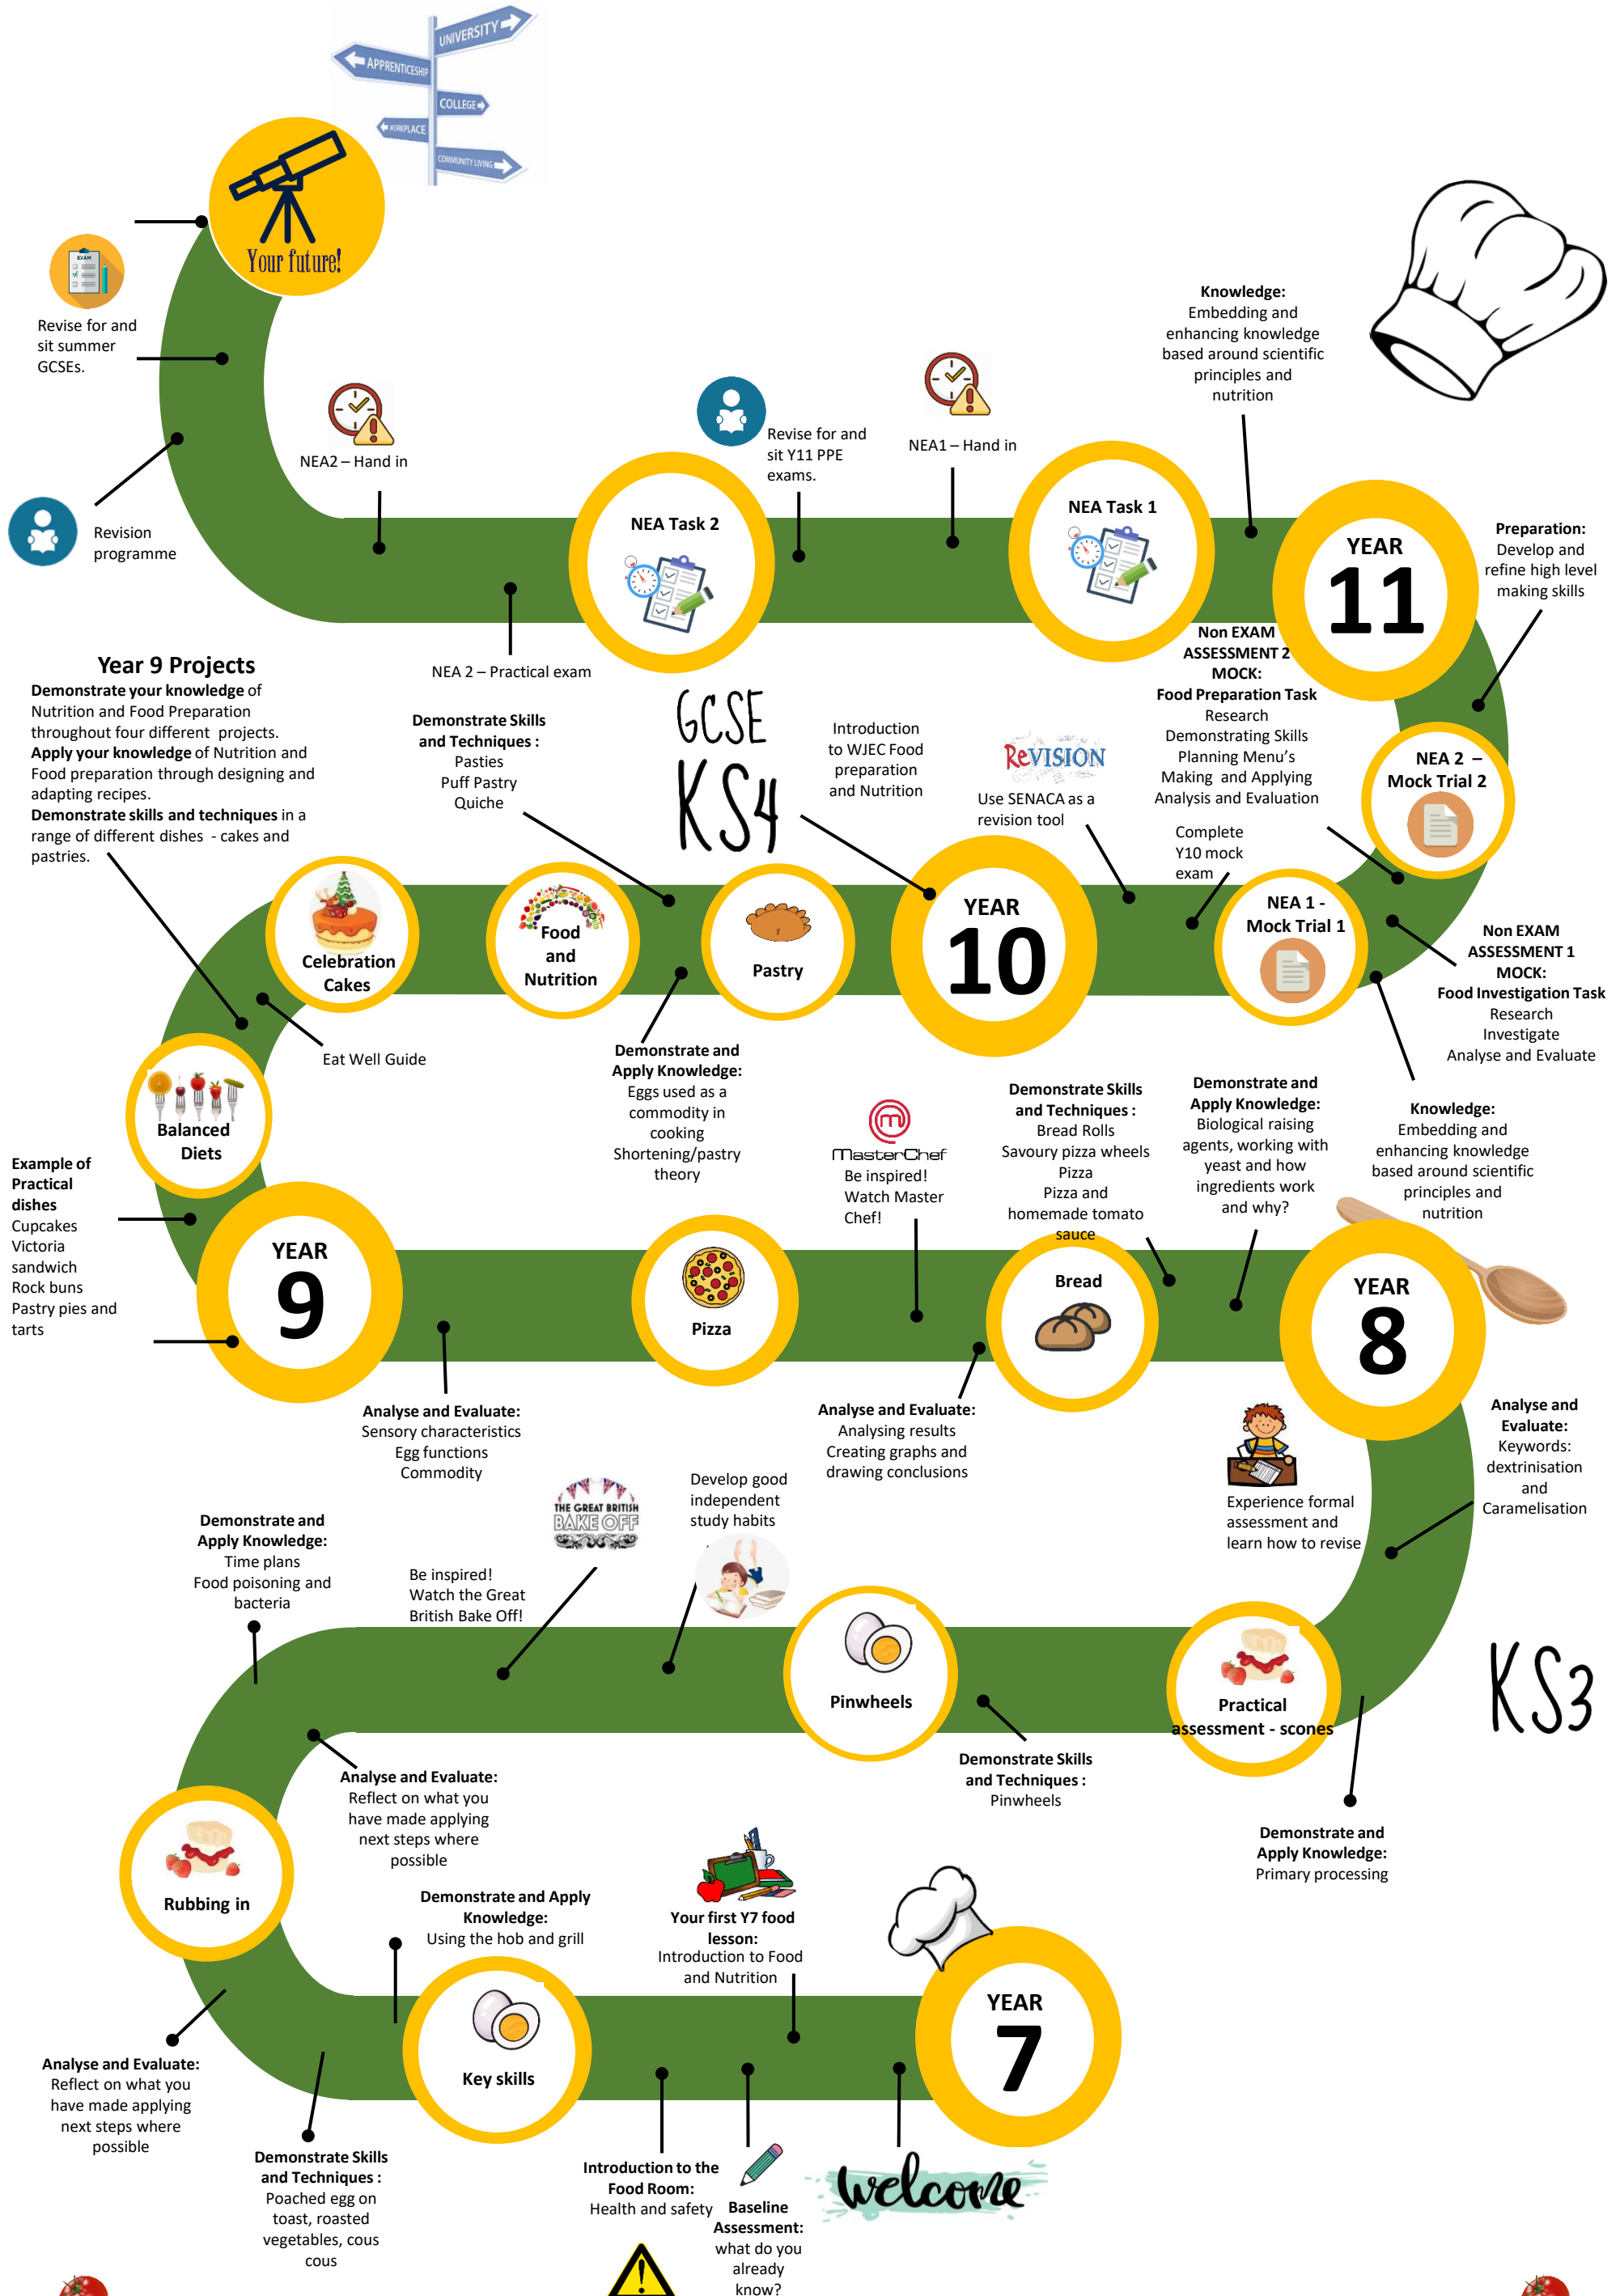 UNIVERSITY
APPRENTICESHIP
COLLEGE
WORKPLACE
COMMUNITY LIVING
Your future!
EXAM
Revise for and
sit summer
GCSEs.
Revision
programme
NEA2 – Hand in
NEA 2 – Practical exam
NEA Task 2
Revise for and
sit Y11 PPE
exams.
NEA1 – Hand in
NEA Task 1
Knowledge:
Embedding and
enhancing knowledge
based around scientific
principles and
nutrition
YEAR
11
Preparation:
Develop and
refine high level
making skills
Non EXAM
ASSESSMENT 2
MOCK:
Food Preparation Task
Research
Demonstrating Skills
Planning Menu's
Making and Applying
Analysis and Evaluation
NEA 2 –
Mock Trial 2
Year 9 Projects
Demonstrate your knowledge of
Nutrition and Food Preparation
throughout four different projects.
Apply your knowledge of Nutrition and
Food preparation through designing and
adapting recipes.
Demonstrate skills and techniques in a
range of different dishes - cakes and
pastries.
Demonstrate Skills
and Techniques :
Pasties
Puff Pastry
Quiche
GCSE
KS4
Introduction
to WJEC Food
preparation
and Nutrition
ReVISION
Use SENACA as a
revision tool
Complete
Y10 mock
exam
Celebration
Cakes
Food
and
Nutrition
Pastry
YEAR
10
NEA 1 -
Mock Trial 1
Non EXAM
ASSESSMENT 1
MOCK:
Food Investigation Task
Research
Investigate
Analyse and Evaluate
Eat Well Guide
Balanced
Diets
Demonstrate and
Apply Knowledge:
Eggs used as a
commodity in
cooking
Shortening/pastry
theory
MasterChef
Be inspired!
Watch Master
Chef!
Demonstrate Skills
and Techniques :
Bread Rolls
Savoury pizza wheels
Pizza
Pizza and
homemade tomato
sauce
Demonstrate and
Apply Knowledge:
Biological raising
agents, working with
yeast and how
ingredients work
and why?
Knowledge:
Embedding and
enhancing knowledge
based around scientific
principles and
nutrition
Example of
Practical
dishes
Cupcakes
Victoria
sandwich
Rock buns
Pastry pies and
tarts
YEAR
9
Pizza
Bread
YEAR
8
Analyse and Evaluate:
Sensory characteristics
Egg functions
Commodity
Analyse and Evaluate:
Analysing results
Creating graphs and
drawing conclusions
Experience formal
assessment and
learn how to revise
Analyse and
Evaluate:
Keywords:
dextrinisation
and
Caramelisation
Demonstrate and
Apply Knowledge:
Time plans
Food poisoning and
bacteria
THE GREAT BRITISH
BAKE OFF
Be inspired!
Watch the Great
British Bake Off!
Develop good
independent
study habits
Pinwheels
Practical
assessment - scones
KS3
Demonstrate Skills
and Techniques :
Pinwheels
Demonstrate and
Apply Knowledge:
Primary processing
Analyse and Evaluate:
Reflect on what you
have made applying
next steps where
possible
Rubbing in
Demonstrate and Apply
Knowledge:
Using the hob and grill
Your first Y7 food
lesson:
Introduction to Food
and Nutrition
Key skills
YEAR
7
Analyse and Evaluate:
Reflect on what you
have made applying
next steps where
possible
Demonstrate Skills
and Techniques :
Poached egg on
toast, roasted
vegetables, cous
cous
Introduction to the
Food Room:
Health and safety
Baseline
Assessment:
what do you
already
know?
welcome